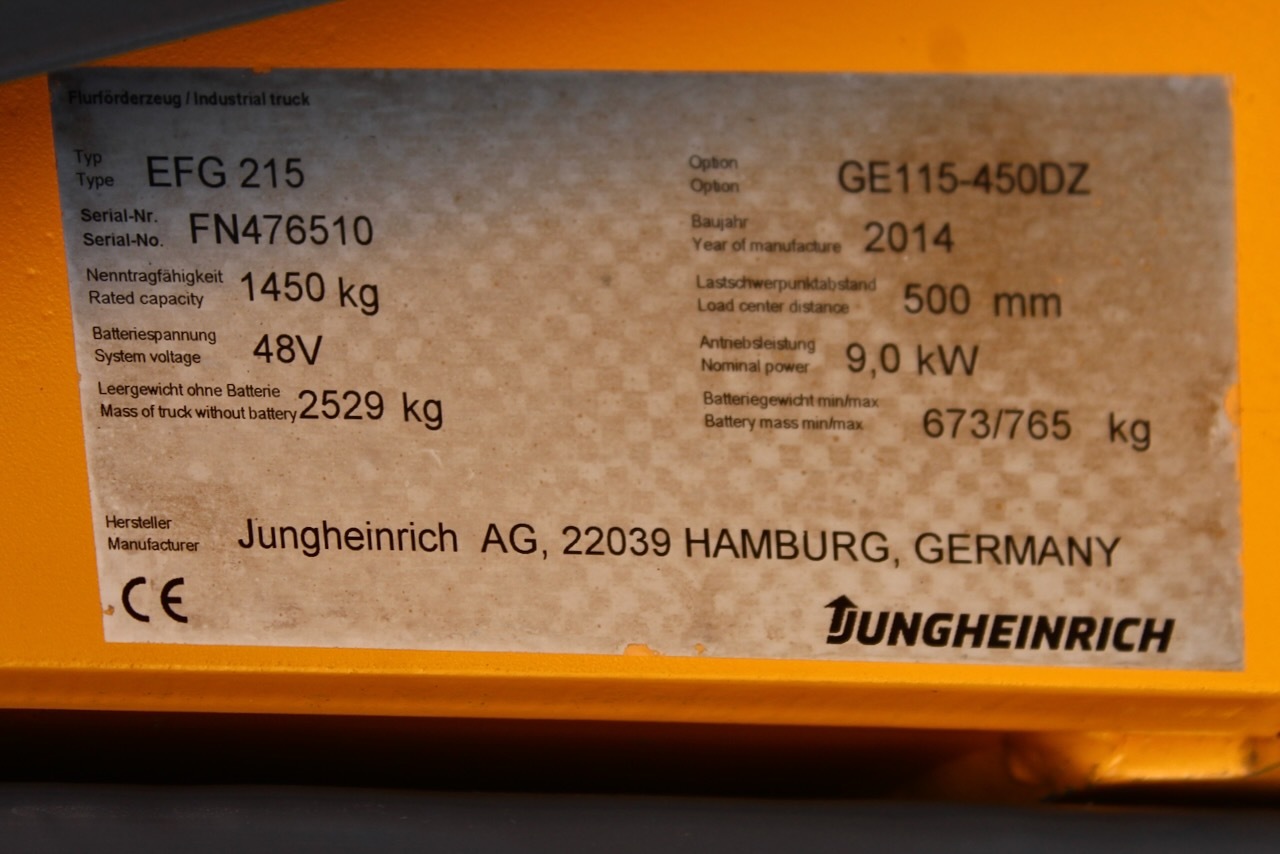 Flurförderzeug / Industrial truck
Typ
Type EFG 215
Option
Option GE115-450DZ
Serial-Nr.
Serial-No. FN476510
Baujahr
Year of manufacture 2014
Nenntragfähigkeit
Rated capacity 1450 kg
Lastschwerpunktabstand
Load center distance 500 mm
Batteriespannung
System voltage 48V
Antriebsleistung
Nominal power 9,0 kW
Leergewicht ohne Batterie
Mass of truck without battery 2529 kg
Batteriegewicht min/max
Battery mass min/max 673/765 kg
Hersteller
Manufacturer Jungheinrich AG, 22039 HAMBURG, GERMANY
CE
JUNGHEINRICH